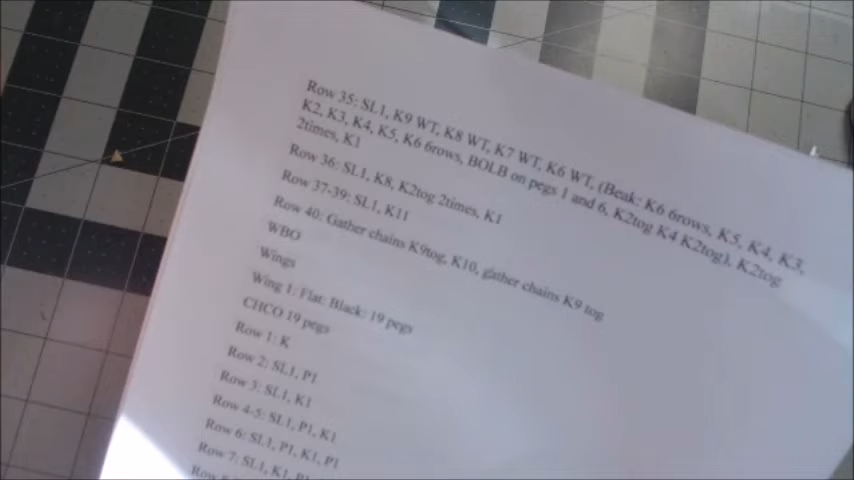 Row 35: SL1, K9 WT, K8 WT, K7 WT, K6 WT, (Beak: K6 6rows, K5, K4, K3,
K2, K3, K4, K5, K6 6rows, BOLB on pegs 1 and 6, K2tog K4 K2tog), K2tog
2times, K1
Row 36: SL1, K8, K2tog 2times, K1
Row 37-39: SL1, K11
Row 40: Gather chains K9tog, K10, gather chains K9 tog
WBO
Wings
Wing 1: Flat: Black: 19 pegs
CHCO 19 pegs
Row 1: K
Row 2: SL1, P1
Row 3: SL1, K1
Row 4-5: SL1, P1, K1
Row 6: SL1, P1, K1, P1
Row 7: SL1, K1,
Row